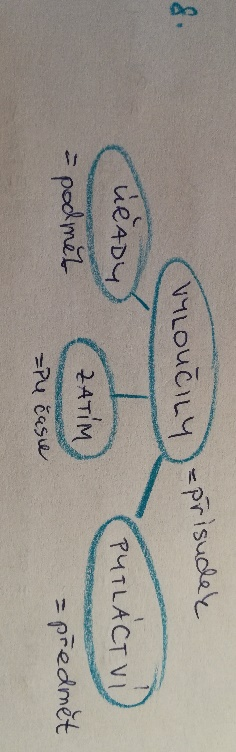 8.
VYLOUČILY = přísudek
ÚŘADY
= podmět
ZATÍM
= PU času
PYTLÁCTVÍ
= předmět